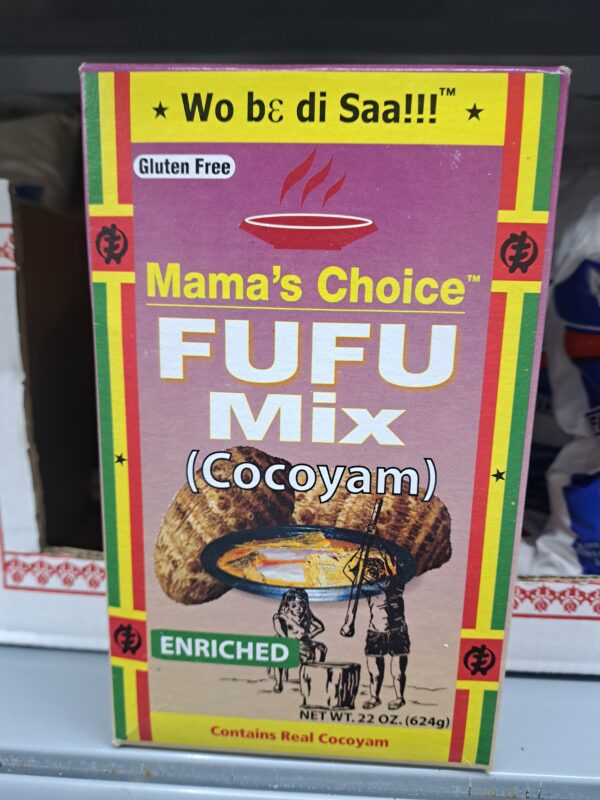 ★ Wo bɛ di Saa!!!™ ★
Gluten Free
Mama's Choice™
FUFU
Mix
(Cocoyam)
ENRICHED
NET WT. 22 OZ. (624g)
Contains Real Cocoyam